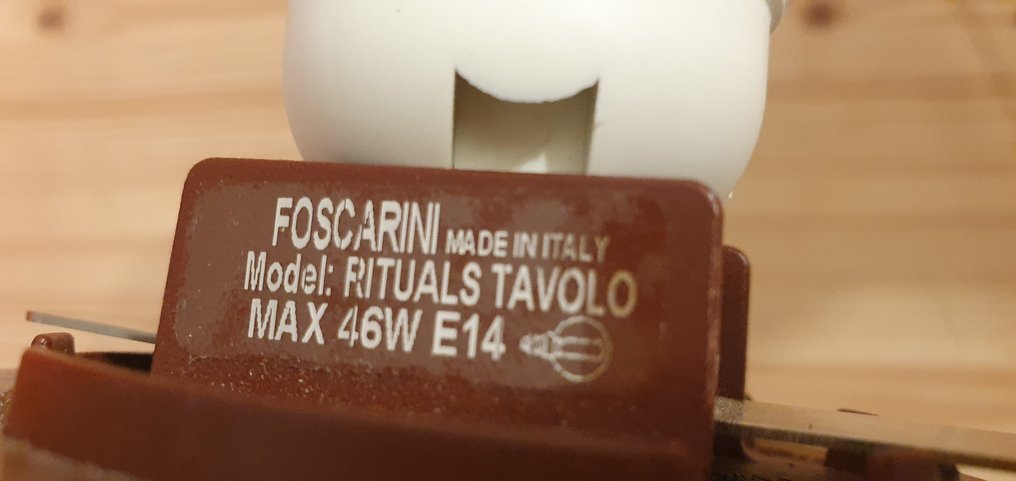 FOSCARINI MADE IN ITALY
Model: RITUALS TAVOLO
MAX 46W E14